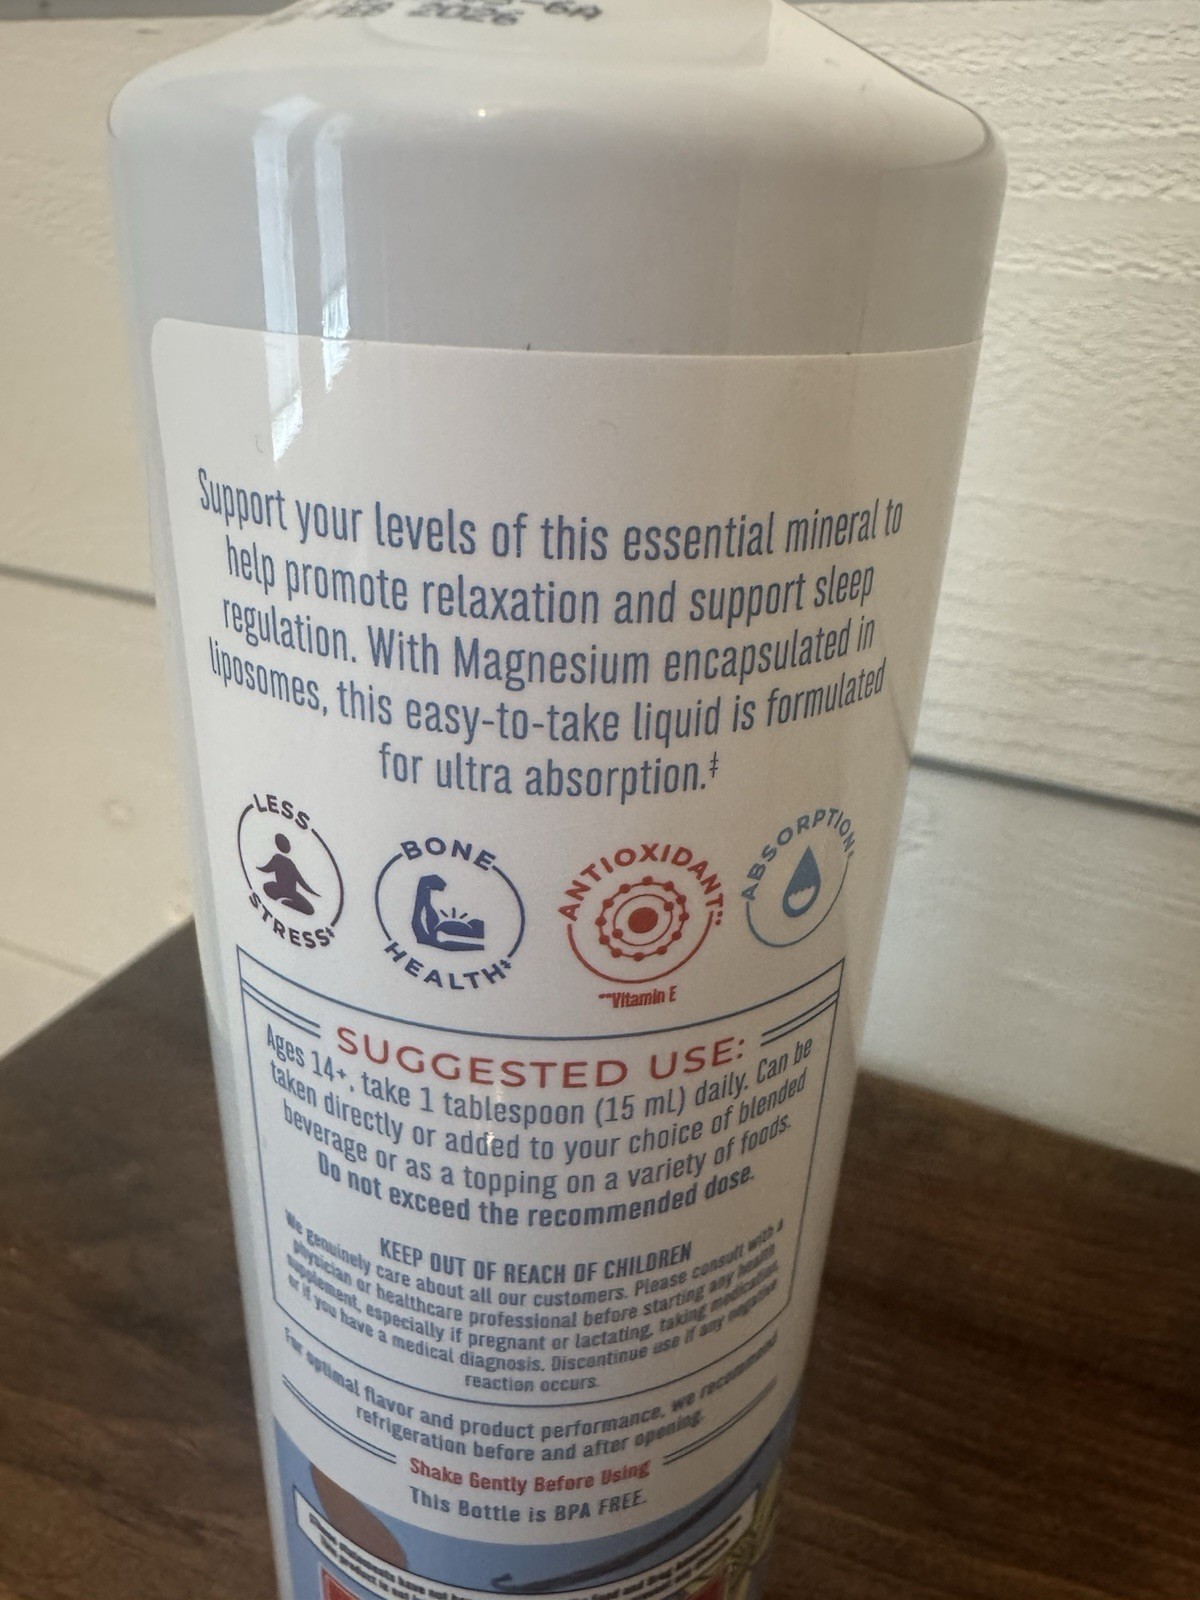 FEB 2026
Support your levels of this essential mineral to
help promote relaxation and support sleep
regulation. With Magnesium encapsulated in
liposomes, this easy-to-take liquid is formulated
for ultra absorption.‡
LESS STRESS‡
BONE HEALTH‡
ANTIOXIDANT
ABSORPTION
Vitamin E
SUGGESTED USE:
Ages 14+, take 1 tablespoon (15 mL) daily. Can be
taken directly or added to your choice of blended
beverage or as a topping on a variety of foods.
Do not exceed the recommended dose.
KEEP OUT OF REACH OF CHILDREN
We genuinely care about all our customers. Please consult with a
physician or healthcare professional before starting any health
supplement, especially if pregnant or lactating, taking medication,
or if you have a medical diagnosis. Discontinue use if any negative
reaction occurs.
For optimal flavor and product performance, we recommend
refrigeration before and after opening.
Shake Gently Before Using
This Bottle is BPA FREE.